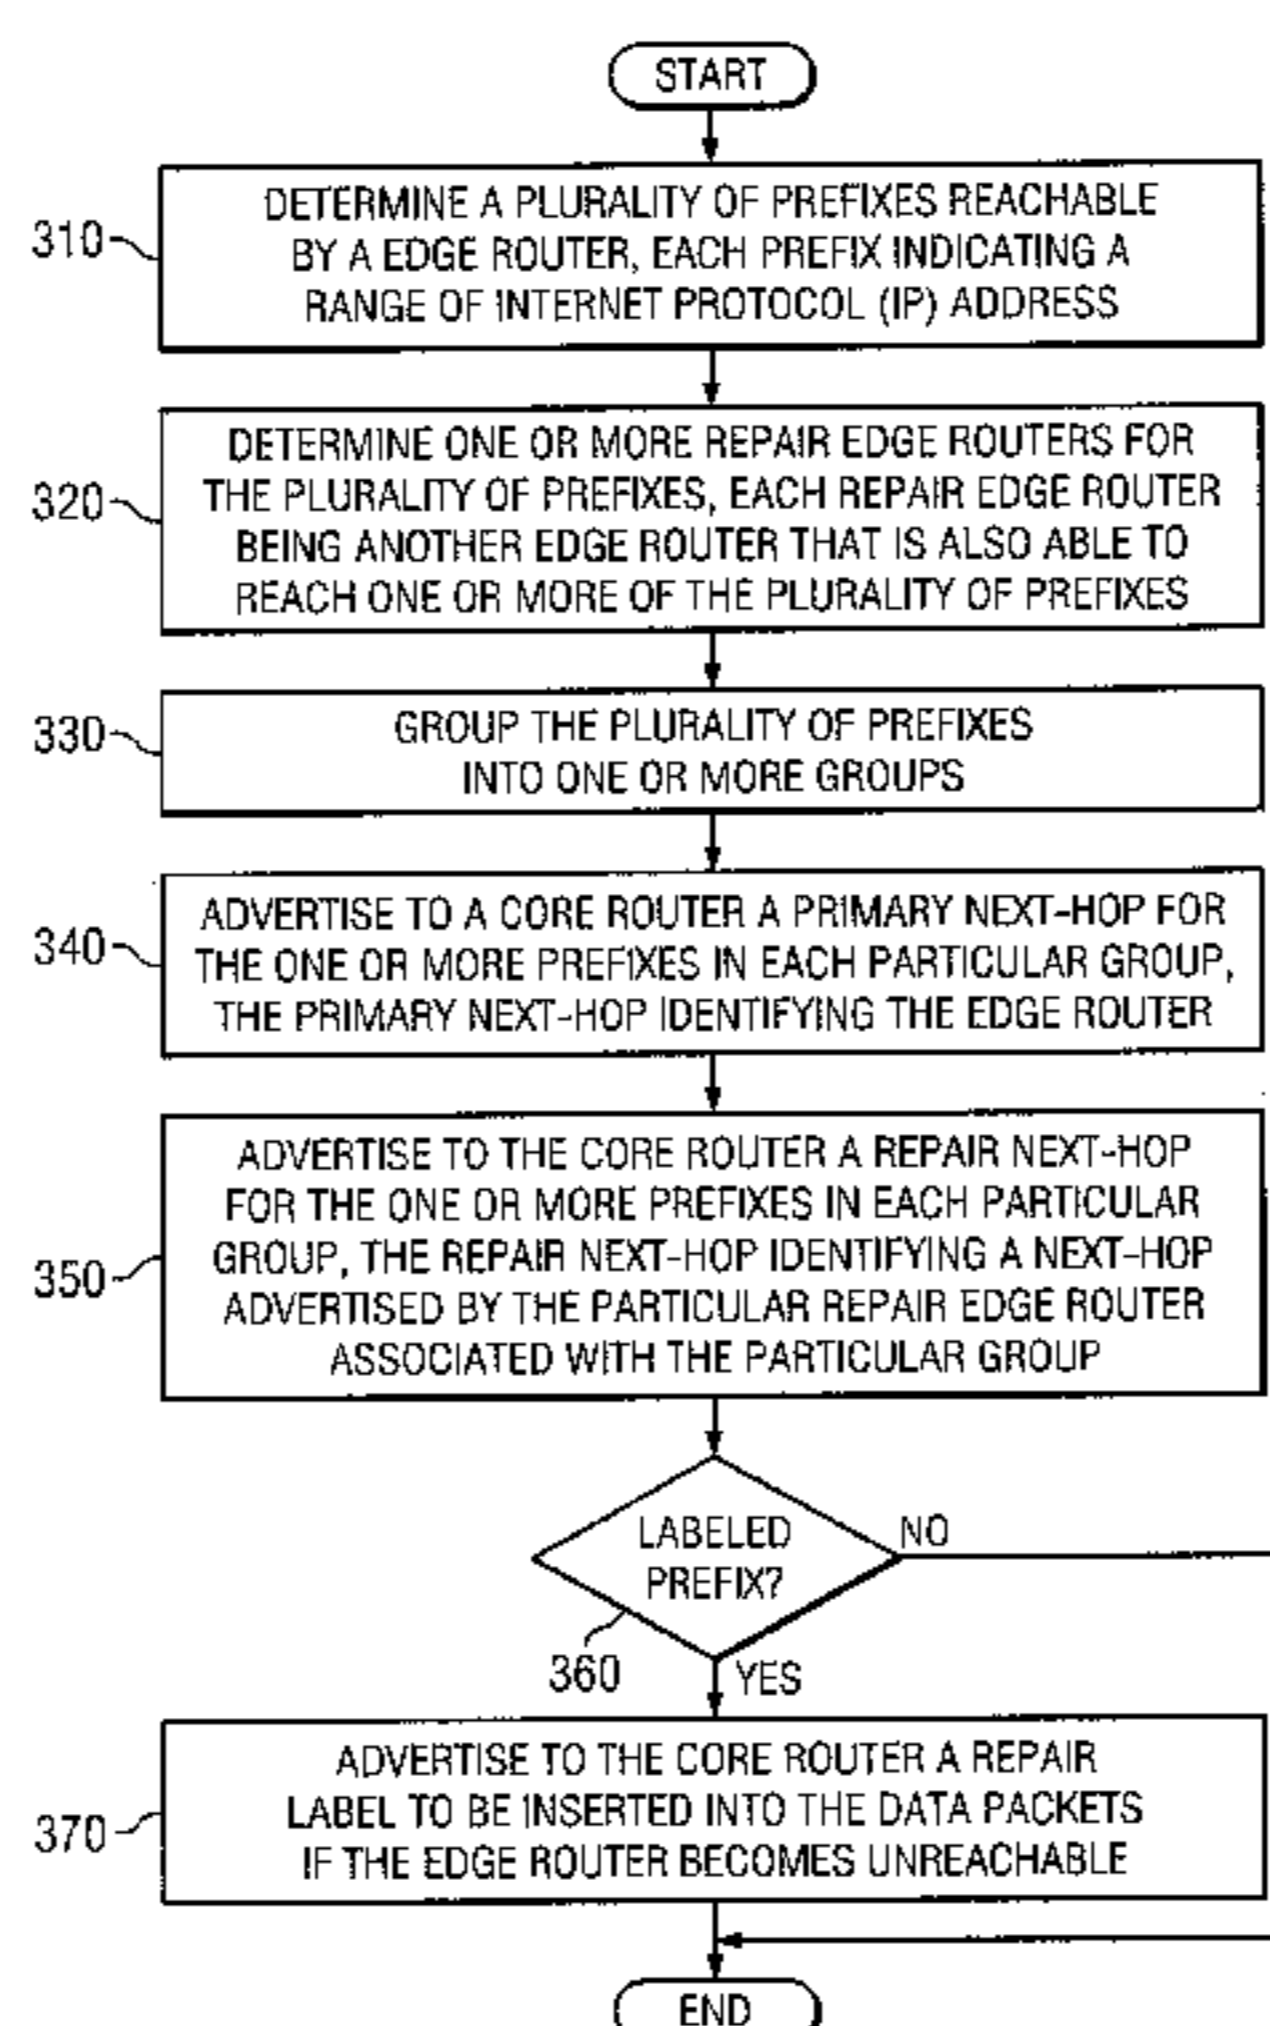 START
310
DETERMINE A PLURALITY OF PREFIXES REACHABLE
BY A EDGE ROUTER, EACH PREFIX INDICATING A
RANGE OF INTERNET PROTOCOL (IP) ADDRESS
320
DETERMINE ONE OR MORE REPAIR EDGE ROUTERS FOR
THE PLURALITY OF PREFIXES, EACH REPAIR EDGE ROUTER
BEING ANOTHER EDGE ROUTER THAT IS ALSO ABLE TO
REACH ONE OR MORE OF THE PLURALITY OF PREFIXES
330
GROUP THE PLURALITY OF PREFIXES
INTO ONE OR MORE GROUPS
340
ADVERTISE TO A CORE ROUTER A PRIMARY NEXT-HOP FOR
THE ONE OR MORE PREFIXES IN EACH PARTICULAR GROUP,
THE PRIMARY NEXT-HOP IDENTIFYING THE EDGE ROUTER
350
ADVERTISE TO THE CORE ROUTER A REPAIR NEXT-HOP
FOR THE ONE OR MORE PREFIXES IN EACH PARTICULAR
GROUP, THE REPAIR NEXT-HOP IDENTIFYING A NEXT-HOP
ADVERTISED BY THE PARTICULAR REPAIR EDGE ROUTER
ASSOCIATED WITH THE PARTICULAR GROUP
LABELED
PREFIX?
NO
360
YES
370
ADVERTISE TO THE CORE ROUTER A REPAIR
LABEL TO BE INSERTED INTO THE DATA PACKETS
IF THE EDGE ROUTER BECOMES UNREACHABLE
END